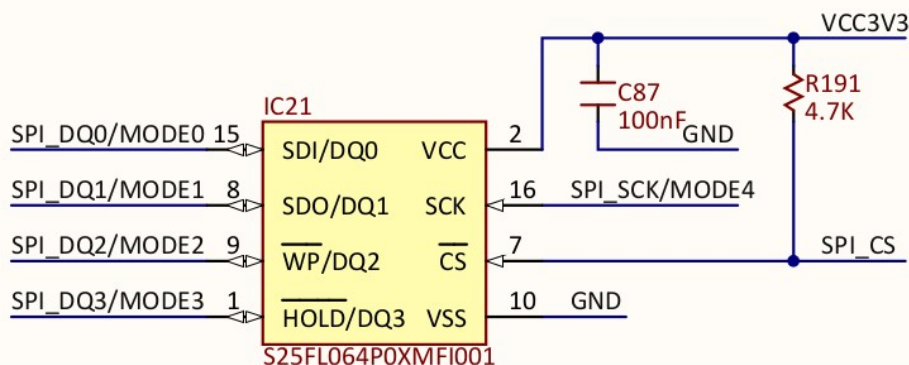 VCC3V3
R191
4.7K
C87
100nF
GND
IC21
SPI_DQ0/MODE0 15 SDI/DQ0 VCC 2
SPI_DQ1/MODE1 8 SDO/DQ1 SCK 16 SPI_SCK/MODE4
SPI_DQ2/MODE2 9 WP/DQ2 CS 7 SPI_CS
SPI_DQ3/MODE3 1 HOLD/DQ3 VSS 10 GND
S25FL064P0XMFI001